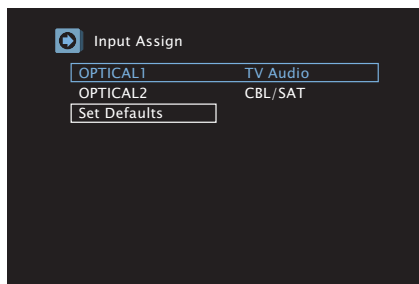 Input Assign
OPTICAL1 TV Audio
OPTICAL2 CBL/SAT
Set Defaults